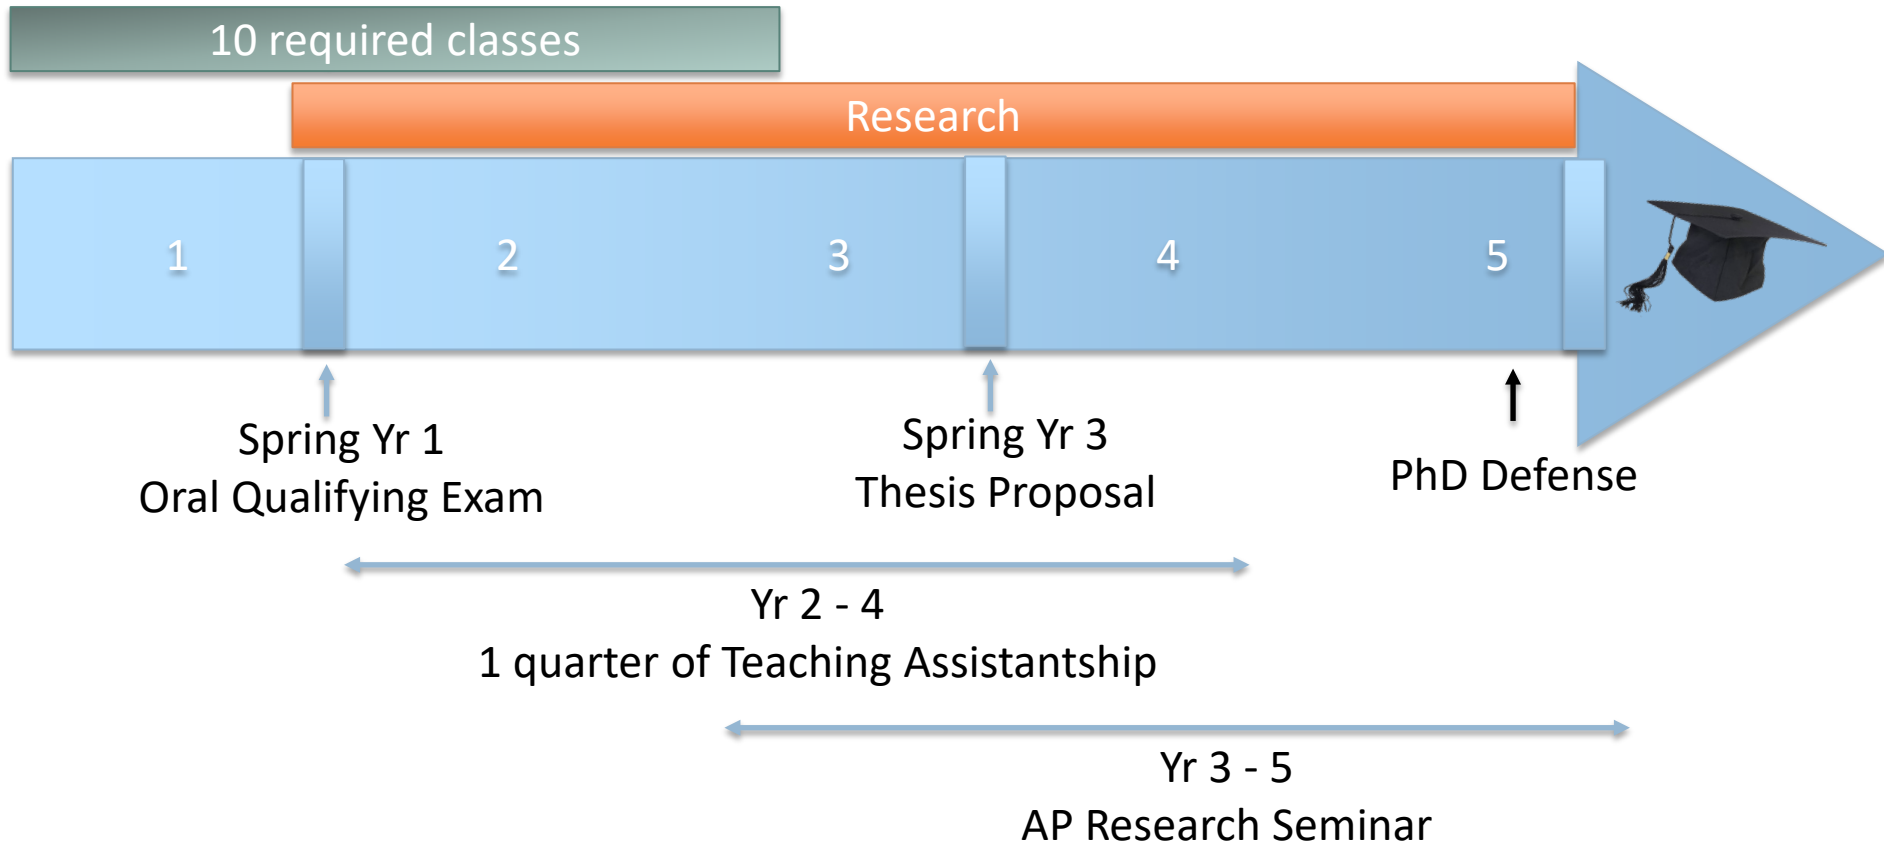 10 required classes
Research
1
2
3
4
5
Spring Yr 1
Oral Qualifying Exam
Spring Yr 3
Thesis Proposal
PhD Defense
Yr 2 - 4
1 quarter of Teaching Assistantship
Yr 3 - 5
AP Research Seminar